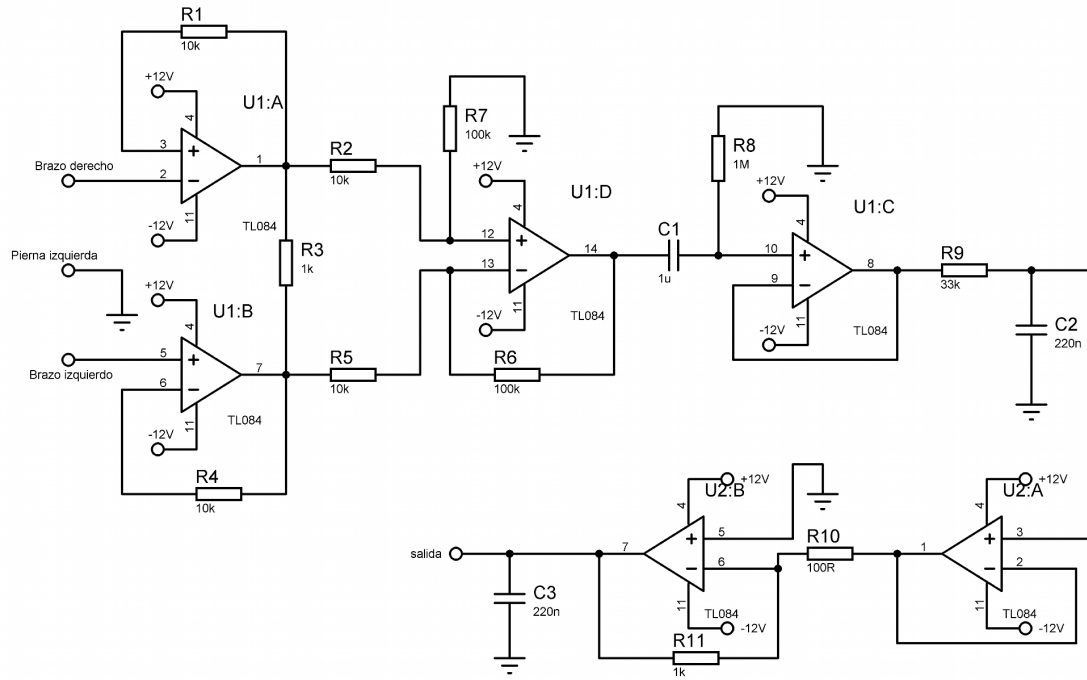 R1
10k
+12V
U1:A
4
3
1
2
11
Brazo derecho
-12V
TL084
R2
10k
R7
100k
+12V
U1:D
4
12
14
13
11
-12V
TL084
R8
1M
+12V
U1:C
4
C1
1u
10
8
9
11
-12V
TL084
R9
33k
C2
220n
Pierna izquierda
R3
1k
+12V
U1:B
4
5
7
6
11
Brazo izquierdo
-12V
TL084
R5
10k
R6
100k
R4
10k
U2:B
+12V
4
5
7
6
11
TL084
-12V
R10
100R
U2:A
+12V
4
3
1
2
11
TL084
-12V
salida
C3
220n
R11
1k